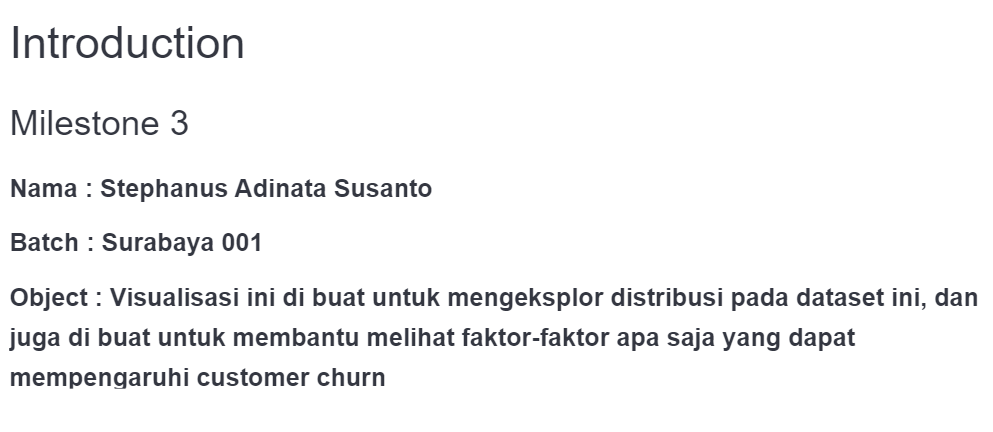 Introduction
Milestone 3
Nama : Stephanus Adinata Susanto
Batch : Surabaya 001
Object : Visualisasi ini di buat untuk mengeksplor distribusi pada dataset ini, dan
juga di buat untuk membantu melihat faktor-faktor apa saja yang dapat
mempengaruhi customer churn